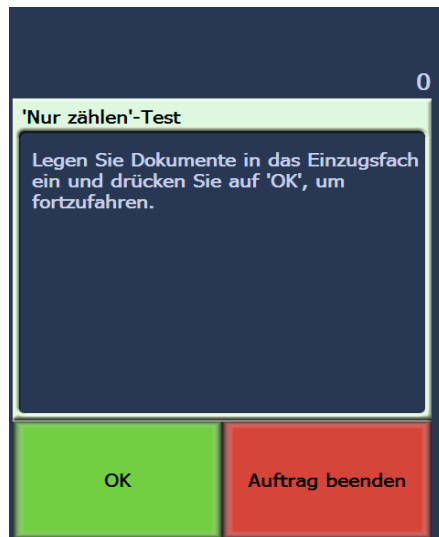 0
'Nur zählen'-Test
Legen Sie Dokumente in das Einzugsfach
ein und drücken Sie auf 'OK', um
fortzufahren.
OK
Auftrag beenden